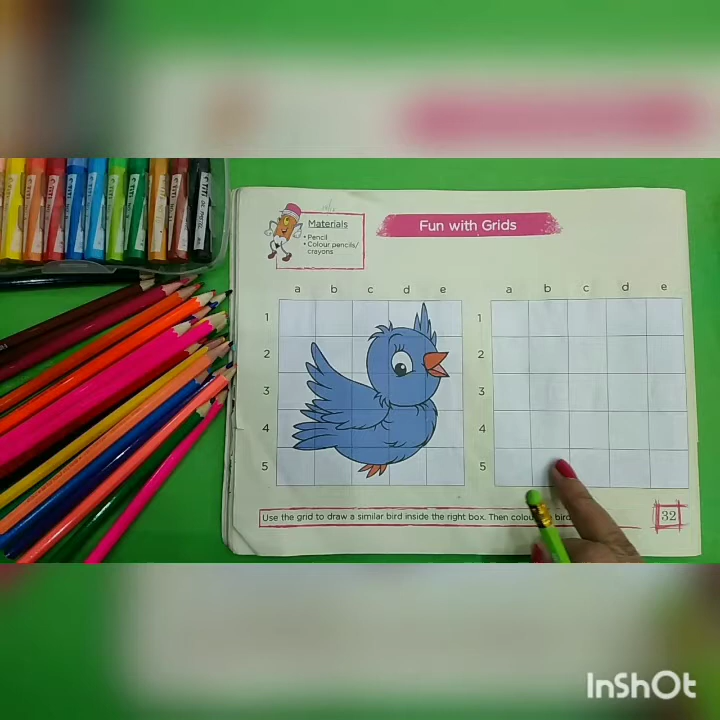 Materials
• Pencil
• Colour pencils/
crayons
Fun with Grids
a b c d e
a b c d e
1
2
3
4
5
1
2
3
4
5
Use the grid to draw a similar bird inside the right box. Then bird
32
InShOt